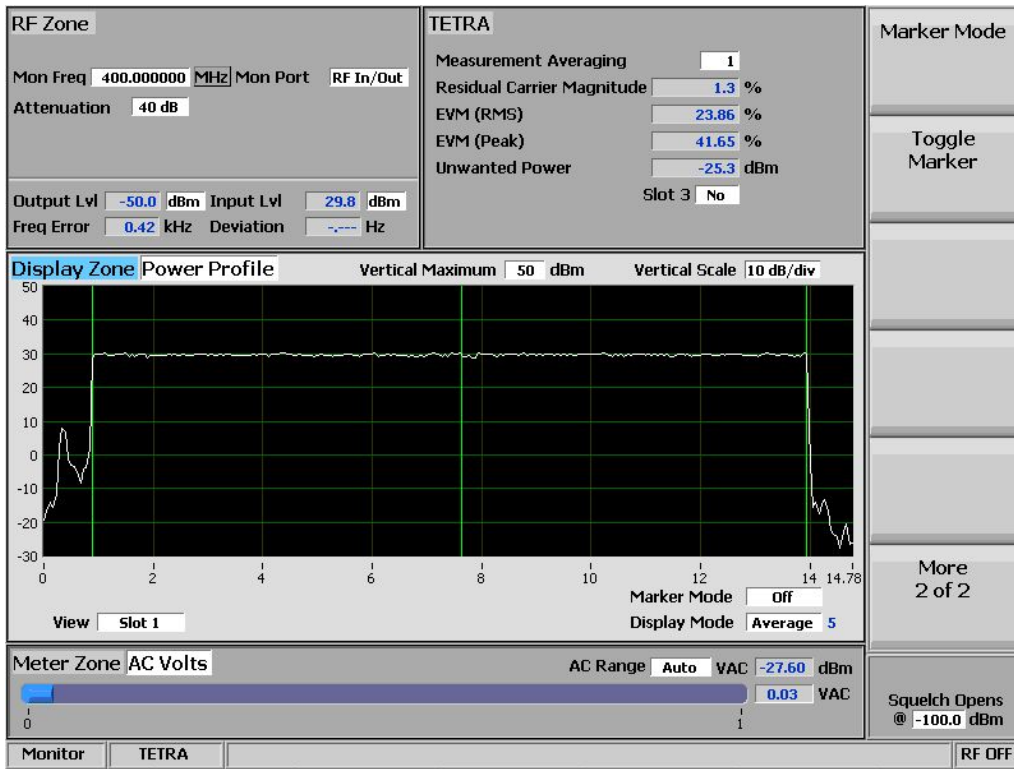 RF Zone
Mon Freq 400.000000 MHz Mon Port RF In/Out
Attenuation 40 dB
Output Lvl -50.0 dBm Input Lvl 29.8 dBm
Freq Error 0.42 kHz Deviation -.--- Hz
TETRA
Measurement Averaging 1
Residual Carrier Magnitude 1.3 %
EVM (RMS) 23.86 %
EVM (Peak) 41.65 %
Unwanted Power -25.3 dBm
Slot 3 No
Display Zone Power Profile Vertical Maximum 50 dBm Vertical Scale 10 dB/div
50
40
30
20
10
0
-10
-20
-30
0 2 4 6 8 10 12 14 14.78
Marker Mode Off
View Slot 1 Display Mode Average 5
Meter Zone AC Volts AC Range Auto VAC -27.60 dBm
0.03 VAC
0 1
Marker Mode
Toggle
Marker
More
2 of 2
Squelch Opens
@ -100.0 dBm
Monitor TETRA RF OFF